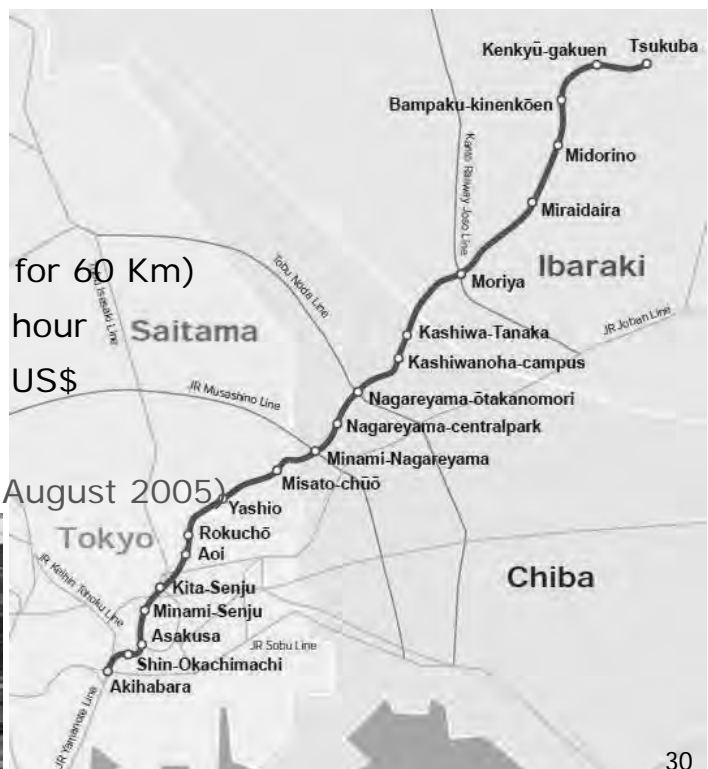 Kenkyū-gakuen
Tsukuba
Bampaku-kinenkōen
Midorino
Kanto Railway Joso Line
Miraidaira
for 60 Km)
Ibaraki
Moriya
Tobu Noda Line
Isesaki Line
hour
Saitama
Kashiwa-Tanaka
JR Joban Line
Kashiwanoha-campus
US$
JR Musashino Line
Nagareyama-ōtakanomori
Nagareyama-centralpark
Minami-Nagareyama
Misato-chūō
August 2005)
Yashio
Tokyo
Rokuchō
Aoi
Chiba
JR Keihin Tohoku Line
Kita-Senju
Minami-Senju
Asakusa
JR Sobu Line
Shin-Okachimachi
Akihabara
JR Yamanote Line
30